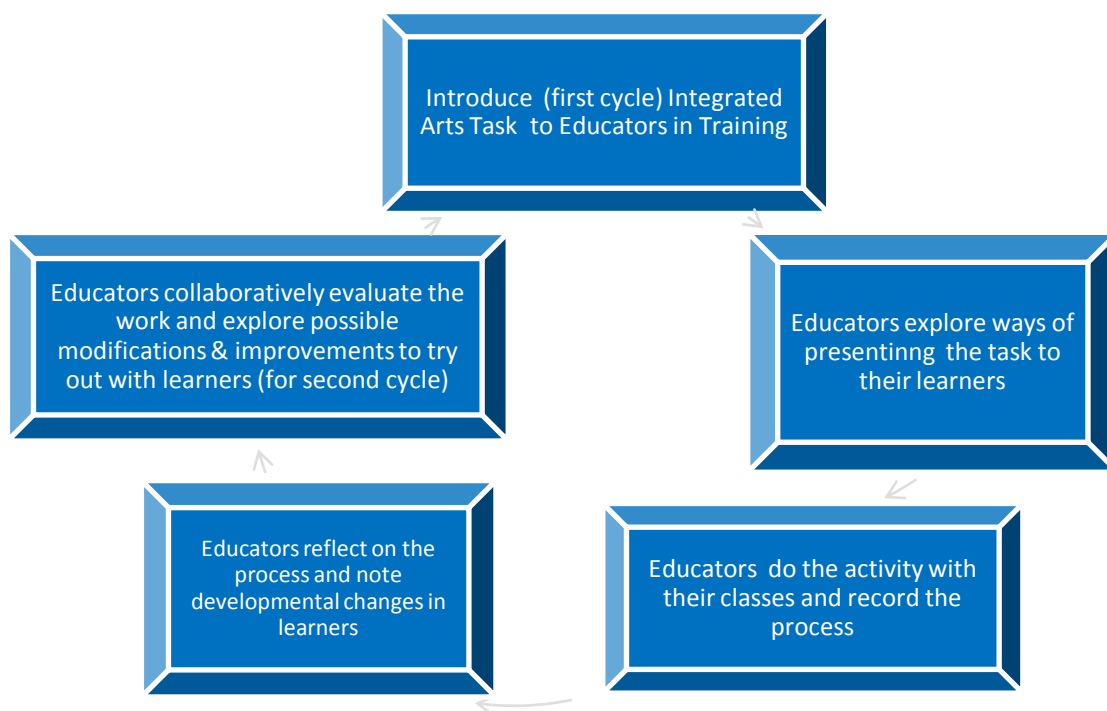 Introduce (first cycle) Integrated
Arts Task to Educators in Training
Educators explore ways of
presentinng the task to
their learners
Educators do the activity with
their classes and record the
process
Educators reflect on the
process and note
developmental changes in
learners
Educators collaboratively evaluate the
work and explore possible
modifications & improvements to try
out with learners (for second cycle)